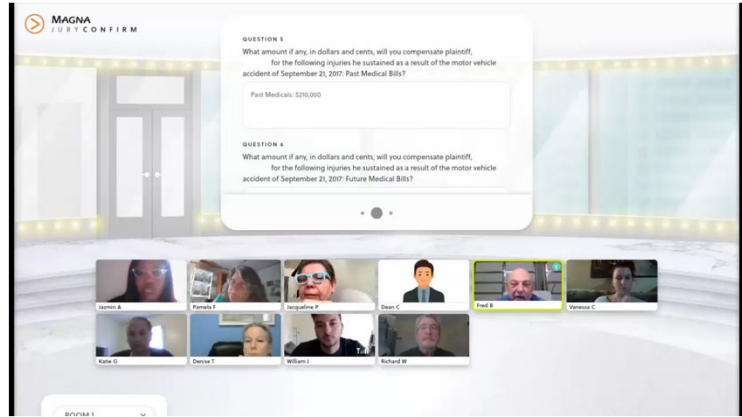 MAGNA
JURY CONFIRM
QUESTION 5
What amount if any, in dollars and cents, will you compensate plaintiff,
for the following injuries he sustained as a result of the motor vehicle
accident of September 21, 2017: Past Medical Bills?
Past Medicals: $210,000
QUESTION 6
What amount if any, in dollars and cents, will you compensate plaintiff,
for the following injuries he sustained as a result of the motor vehicle
accident of September 21, 2017: Future Medical Bills?
Jazmin A
Pamela F
Jacqueline P
Dean C
Fred B
Vanessa C
Katie G
Denise T
William J
Richard W
ROOM 1